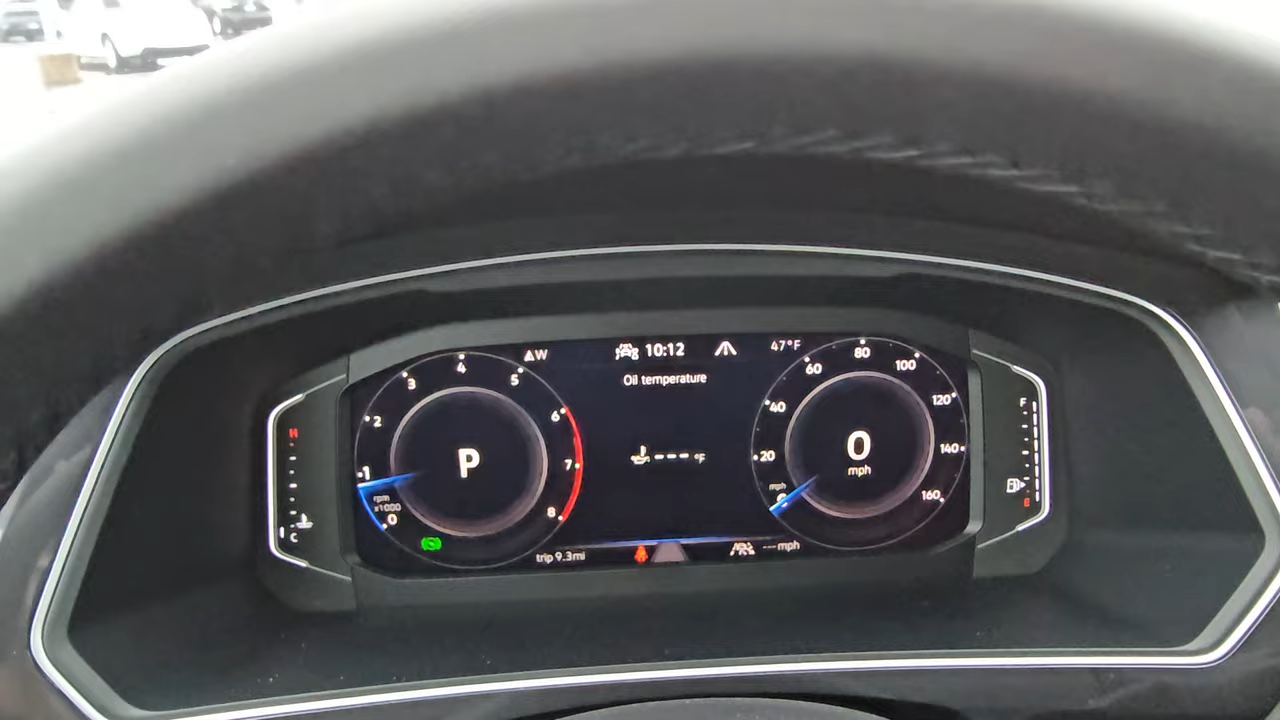 W 10:12 47°F
Oil temperature
--- °F
0 1 2 3 4 5 6 7 8
rpm
x1000
P
20 40 60 80 100 120 140 160
mph
0
mph
H
C
F
E
trip 9.3mi
--- mph